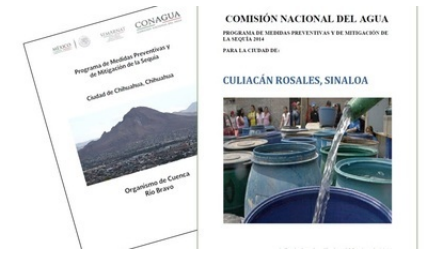 MÉXICO
CONAGUA
Programa de Medidas Preventivas y
de Mitigación de la Sequía
Ciudad de Chihuahua, Chihuahua
Organismo de Cuenca
Río Bravo
COMISIÓN NACIONAL DEL AGUA
PROGRAMA DE MEDIDAS PREVENTIVAS Y DE MITIGACIÓN DE
LA SEQUÍA 2014
PARA LA CIUDAD DE:
CULIACÁN ROSALES, SINALOA